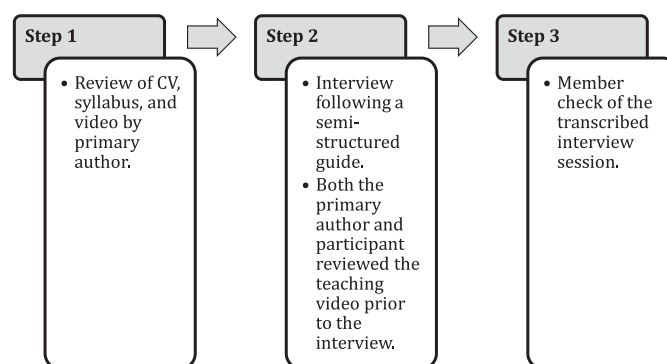 Step 1
• Review of CV,
syllabus, and
video by
primary
author.
Step 2
• Interview
following a
semi-
structured
guide.
• Both the
primary
author and
participant
reviewed the
teaching
video prior
to the
interview.
Step 3
• Member
check of the
transcribed
interview
session.